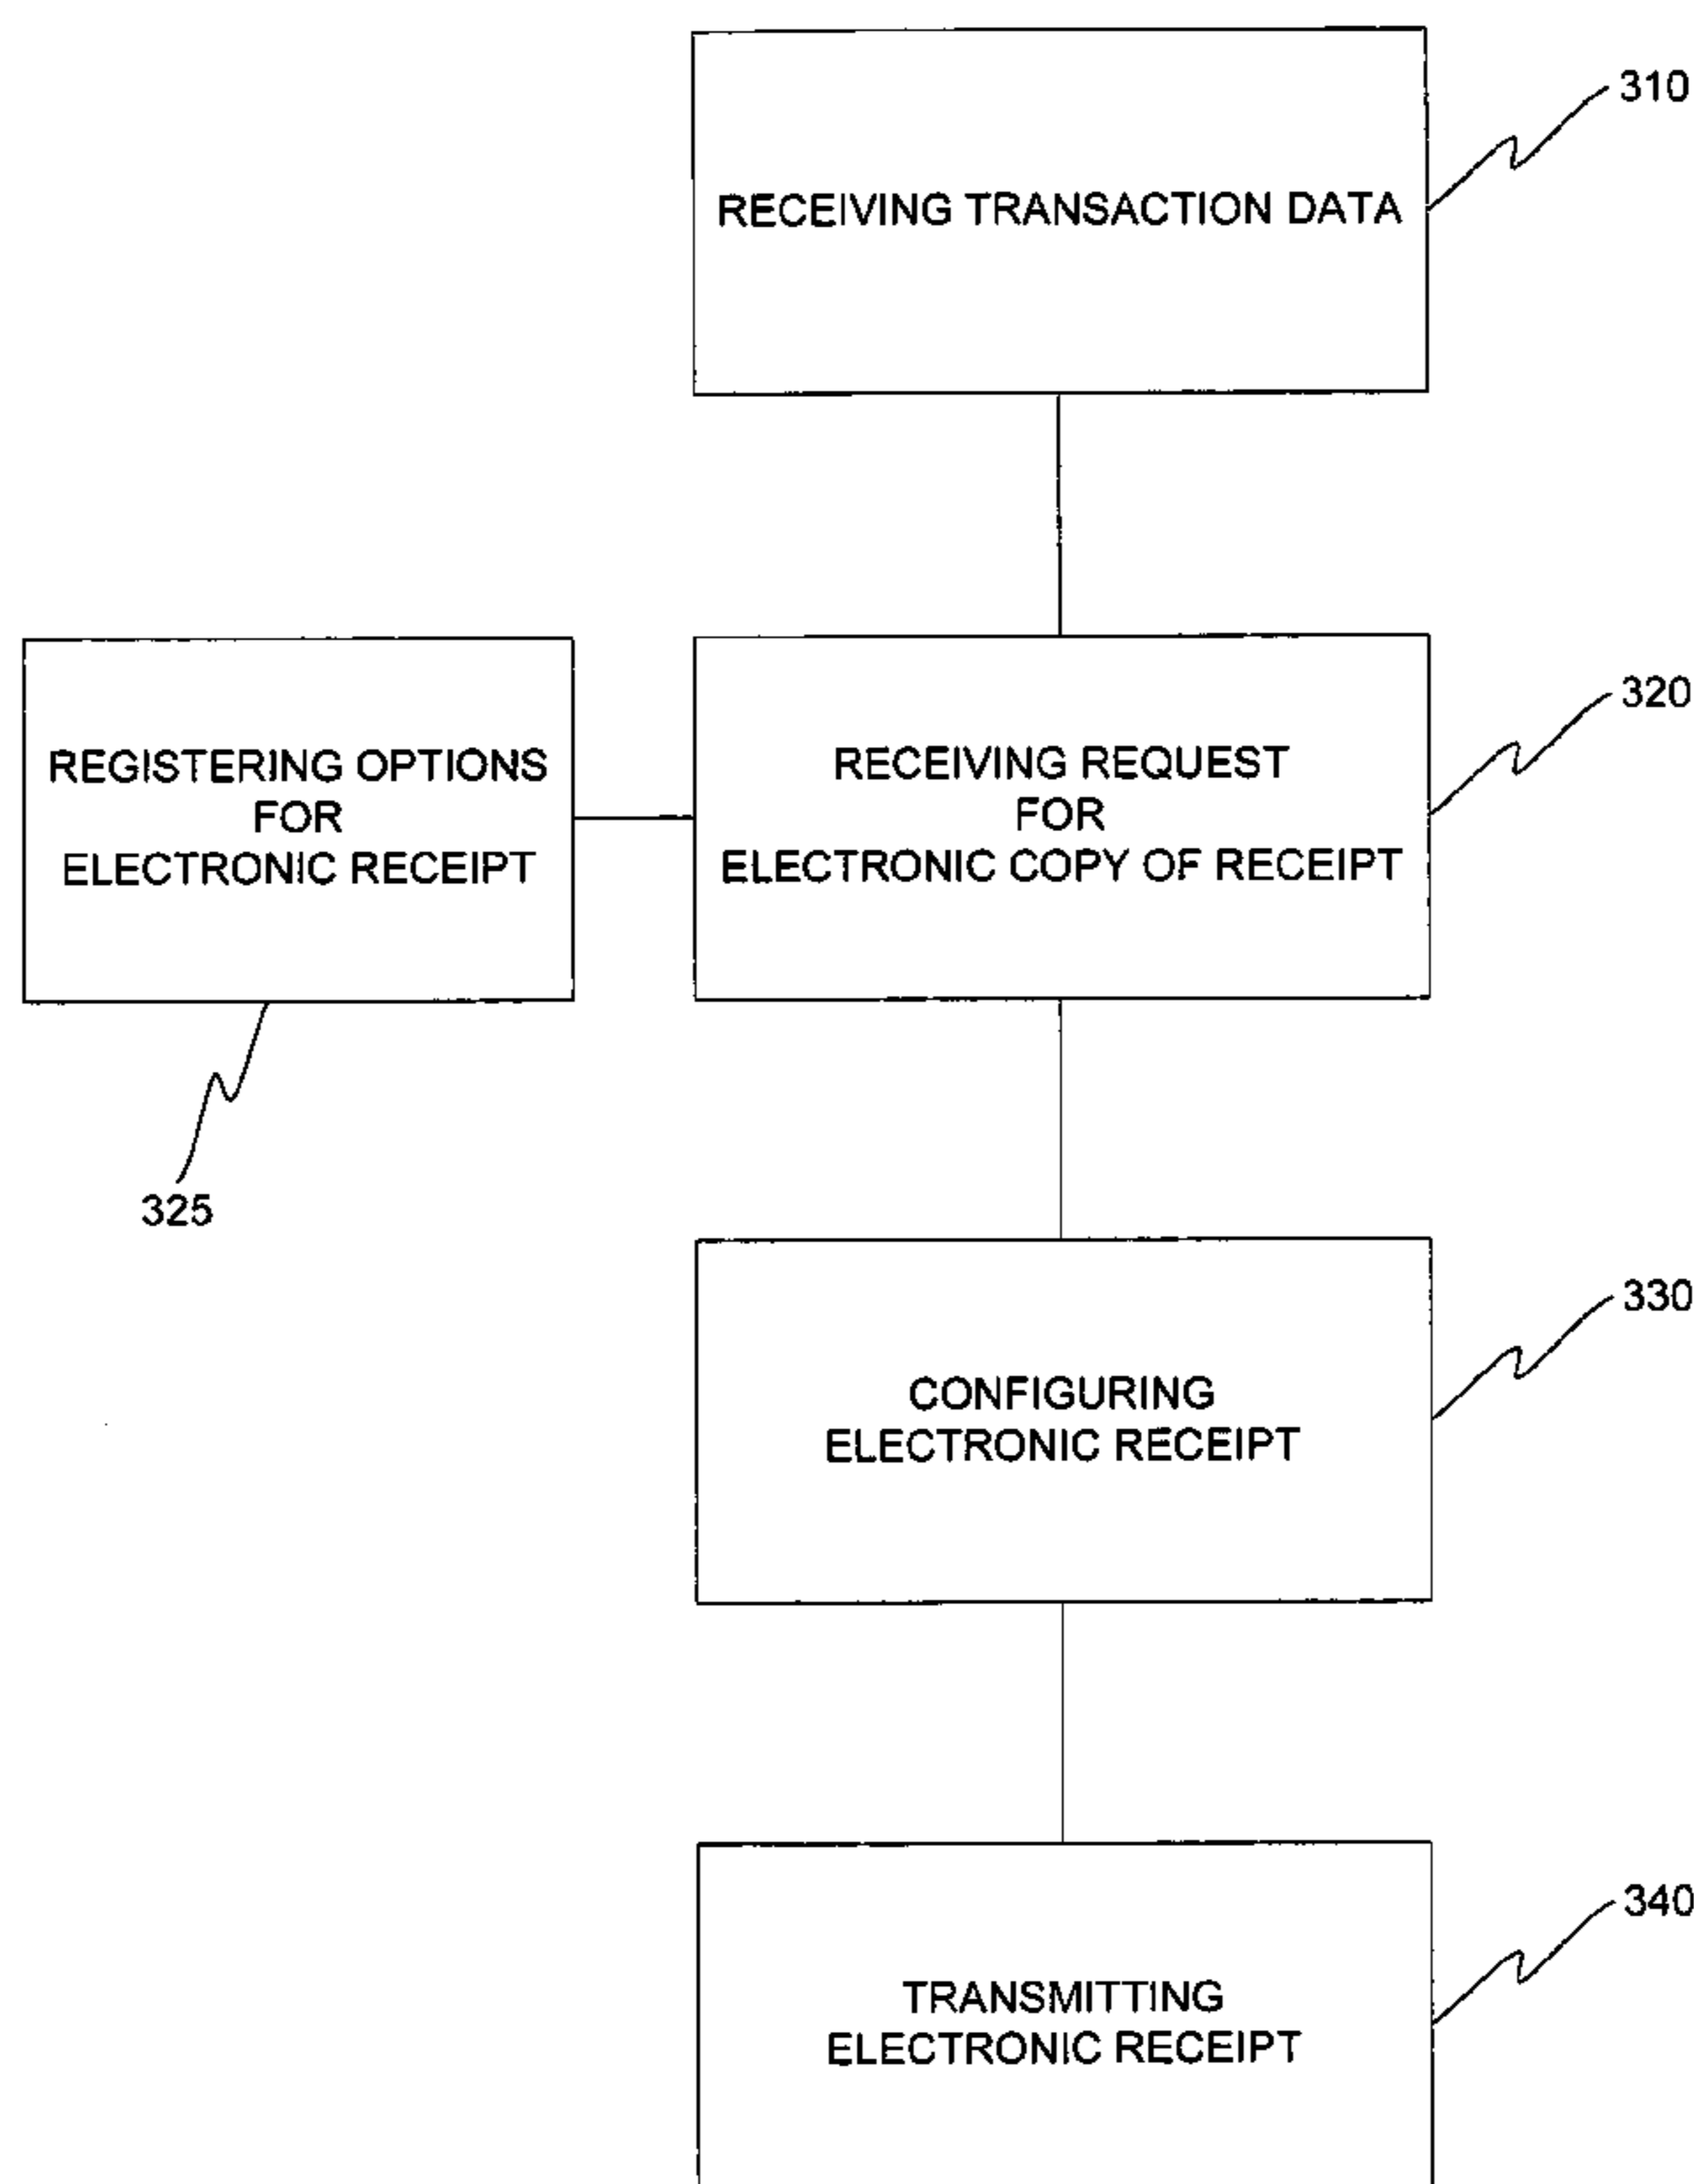 310
RECEIVING TRANSACTION DATA
320
REGISTERING OPTIONS
FOR
ELECTRONIC RECEIPT
RECEIVING REQUEST
FOR
ELECTRONIC COPY OF RECEIPT
325
330
CONFIGURING
ELECTRONIC RECEIPT
340
TRANSMITTING
ELECTRONIC RECEIPT